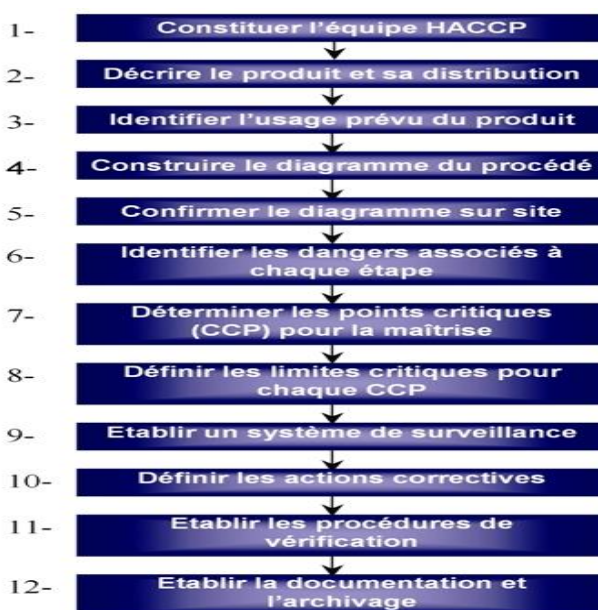 1- Constituer l'équipe HACCP
2- Décrire le produit et sa distribution
3- Identifier l'usage prévu du produit
4- Construire le diagramme du procédé
5- Confirmer le diagramme sur site
6- Identifier les dangers associés à
chaque étape
7- Déterminer les points critiques
(CCP) pour la maîtrise
8- Définir les limites critiques pour
chaque CCP
9- Etablir un système de surveillance
10- Définir les actions correctives
11- Etablir les procédures de
vérification
12- Etablir la documentation et
l'archivage